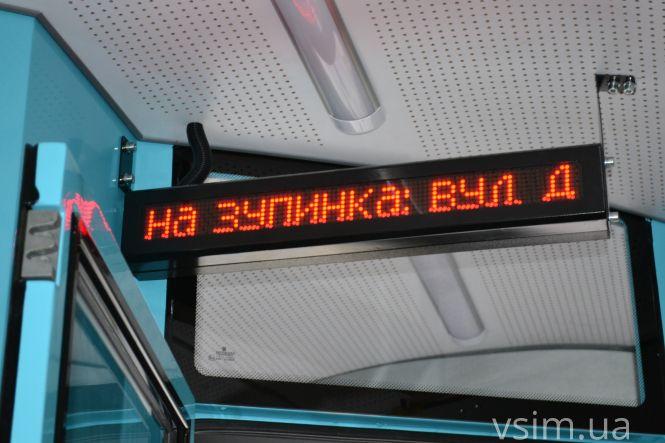 на зупинка: вул Д
vsim.ua